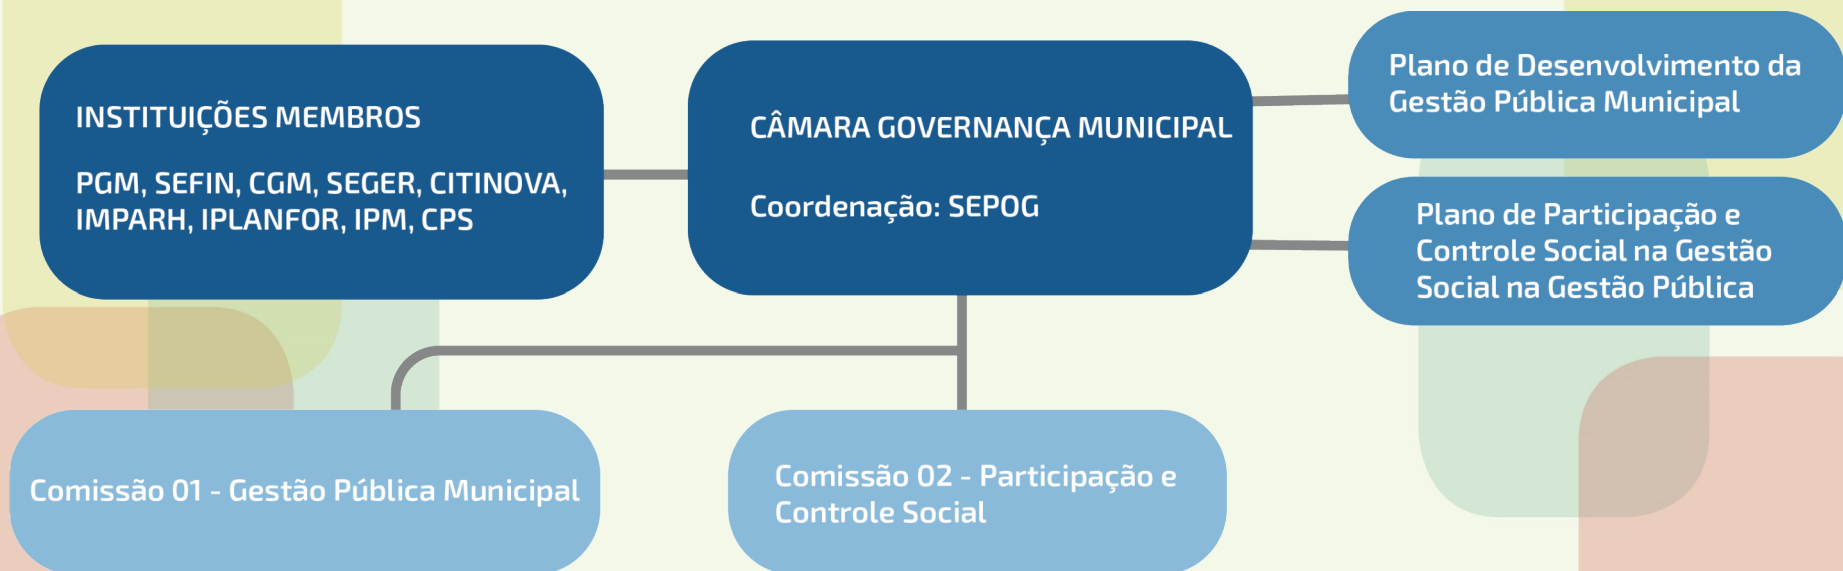 INSTITUIÇÕES MEMBROS
PGM, SEFIN, CGM, SEGER, CITINOVA,
IMPARH, IPLANFOR, IPM, CPS
CÂMARA GOVERNANÇA MUNICIPAL
Coordenação: SEPOG
Plano de Desenvolvimento da
Gestão Pública Municipal
Plano de Participação e
Controle Social na Gestão
Social na Gestão Pública
Comissão 01 - Gestão Pública Municipal
Comissão 02 - Participação e
Controle Social